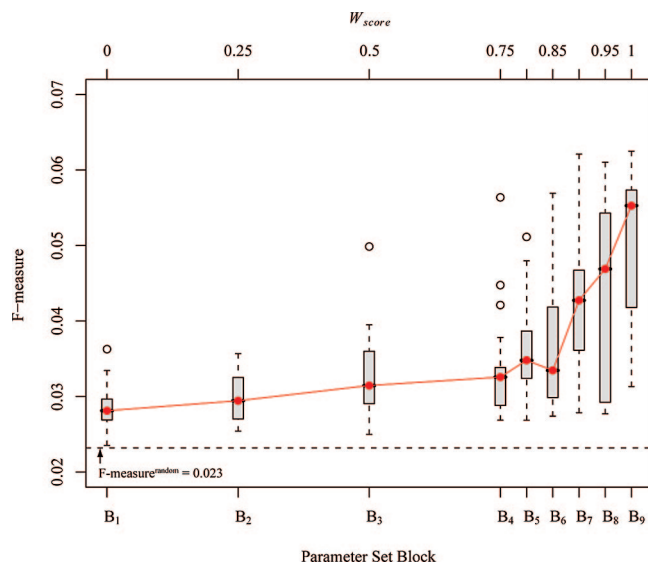 W_score
0 0.25 0.5 0.75 0.85 0.95 1
0.07
0.06
0.05
0.04
0.03
0.02
F−measure
F-measure^random = 0.023
B₁ B₂ B₃ B₄ B₅ B₆ B₇ B₈ B₉
Parameter Set Block